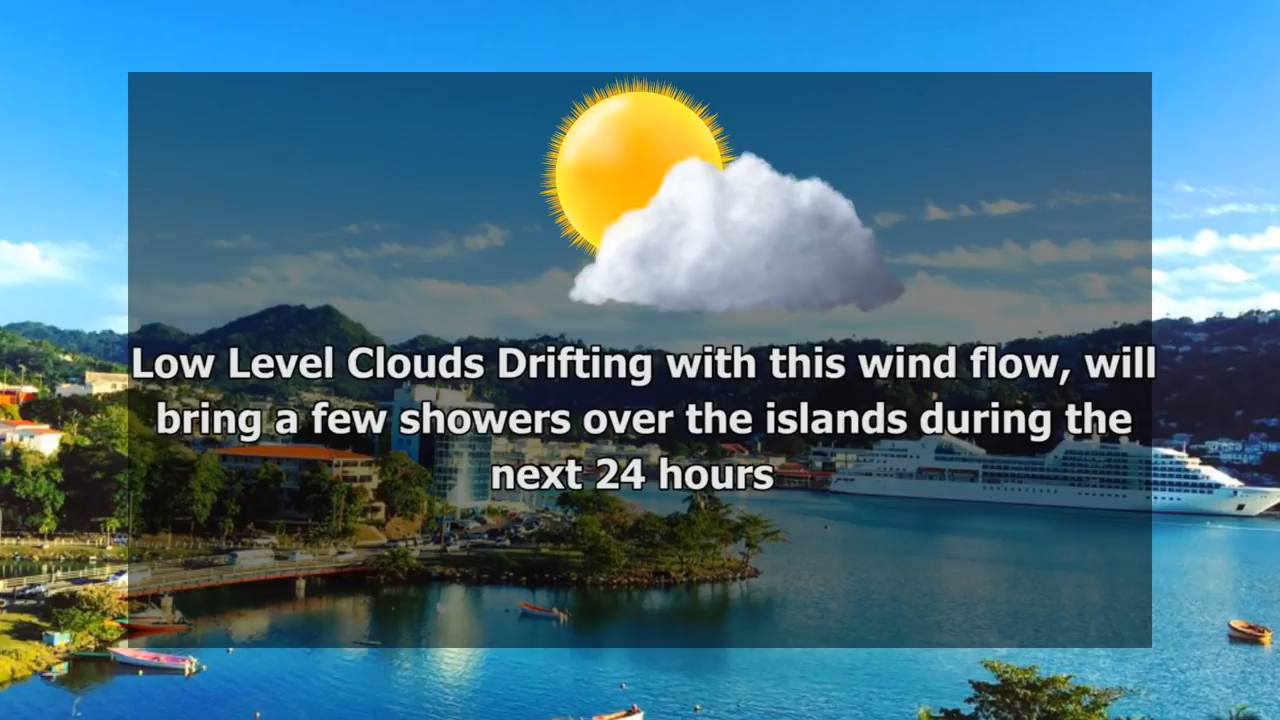 Low Level Clouds Drifting with this wind flow, will
bring a few showers over the islands during the
next 24 hours